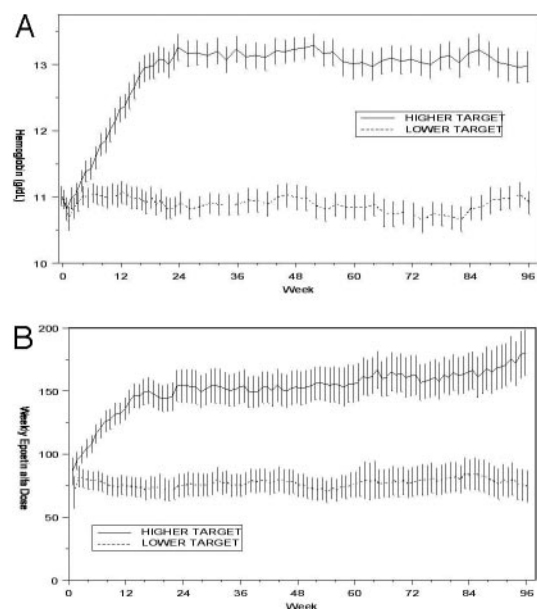 A
13
12
11
10
Hemoglobin (g/dL)
HIGHER TARGET
LOWER TARGET
0 12 24 36 48 60 72 84 96
Week
B
200
150
100
50
0
Weekly Epoetin alfa Dose
HIGHER TARGET
LOWER TARGET
0 12 24 36 48 60 72 84 96
Week